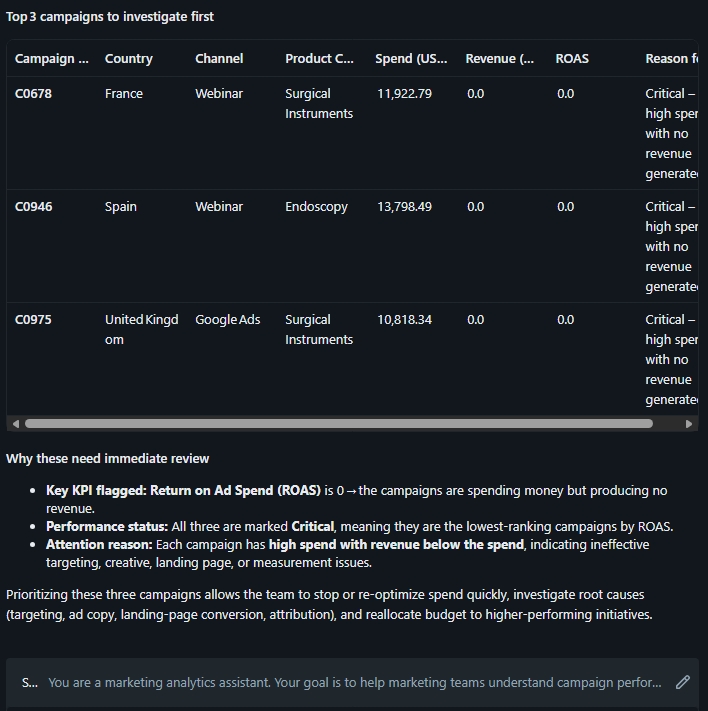 Top 3 campaigns to investigate first
Campaign ... Country Channel Product C... Spend (US... Revenue (... ROAS Reason
C0678 France Webinar Surgical 11,922.79 0.0 0.0 Critical –
Instruments high
with no
revenue
C0946 Spain Webinar Endoscopy 13,798.49 0.0 0.0 Critical –
high
with no
revenue
C0975 United Kingd Google Ads Surgical 10,818.34 0.0 0.0 Critical –
om Instruments high
with no
revenue
Why these need immediate review
• Key KPI flagged: Return on Ad Spend (ROAS) is 0→the campaigns are spending money but producing no
revenue.
• Performance status: All three are marked Critical, meaning they are the lowest-ranking campaigns by ROAS.
• Attention reason: Each campaign has high spend with revenue below the spend, indicating ineffective
targeting, creative, landing page, or measurement issues.
Prioritizing these three campaigns allows the team to stop or re-optimize spend quickly, investigate root causes
(targeting, ad copy, landing-page conversion, attribution), and reallocate budget to higher-performing initiatives.
S... You are a marketing analytics assistant. Your goal is to help marketing teams understand campaign perfor...